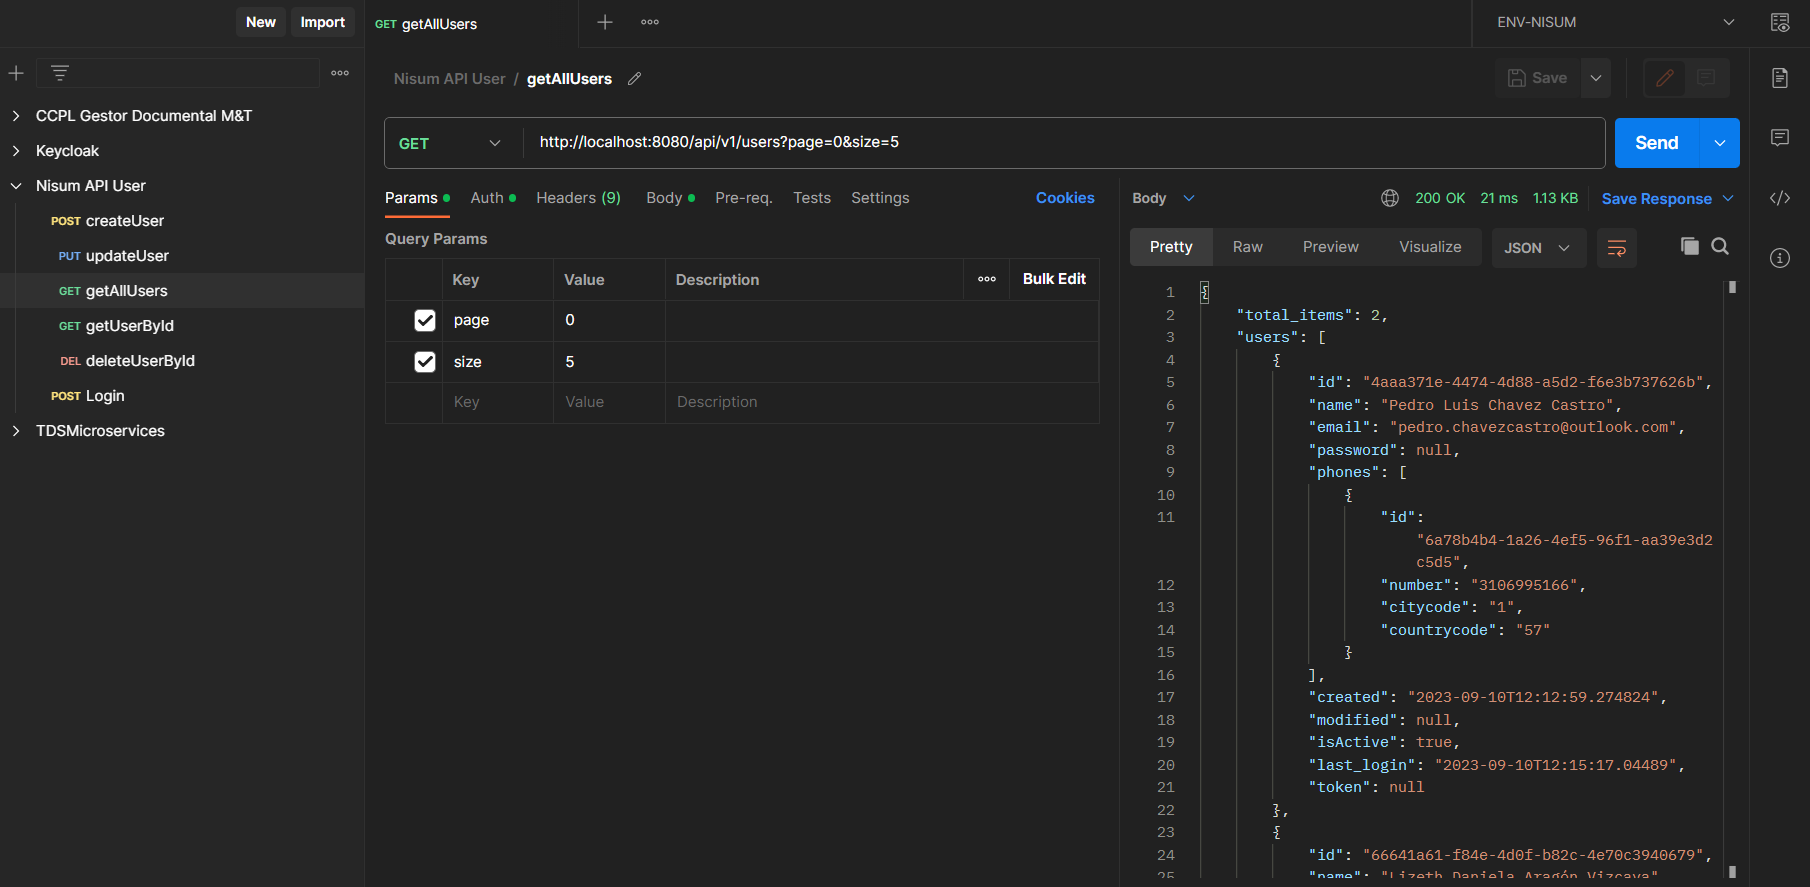 New Import
GET getAllUsers
ENV-NISUM
Nisum API User / getAllUsers
Save
CCPL Gestor Documental M&T
Keycloak
Nisum API User
POST createUser
PUT updateUser
GET getAllUsers
GET getUserById
DEL deleteUserById
POST Login
TDSMicroservices
GET http://localhost:8080/api/v1/users?page=0&size=5
Send
Params Auth Headers (9) Body Pre-req. Tests Settings Cookies
Query Params
Key Value Description Bulk Edit
page 0
size 5
Key Value Description
Body 200 OK 21 ms 1.13 KB Save Response
Pretty Raw Preview Visualize JSON
1 {
2 "total_items": 2,
3 "users": [
4 {
5 "id": "4aaa371e-4474-4d88-a5d2-f6e3b737626b",
6 "name": "Pedro Luis Chavez Castro",
7 "email": "pedro.chavezcastro@outlook.com",
8 "password": null,
9 "phones": [
10 {
11 "id":
"6a78b4b4-1a26-4ef5-96f1-aa39e3d2
c5d5",
12 "number": "3106995166",
13 "citycode": "1",
14 "countrycode": "57"
15 }
16 ],
17 "created": "2023-09-10T12:12:59.274824",
18 "modified": null,
19 "isActive": true,
20 "last_login": "2023-09-10T12:15:17.04489",
21 "token": null
22 },
23 {
24 "id": "66641a61-f84e-4d0f-b82c-4e70c3940679",
25 "name": "Lizeth Daniela Aragón Vizcaya"